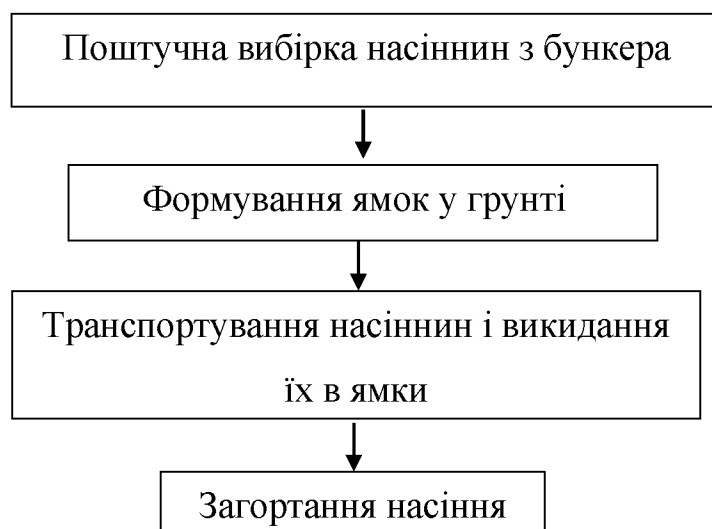 Поштучна вибірка насіннин з бункера
Формування ямок у грунті
Транспортування насіннин і викидання
їх в ямки
Загортання насіння